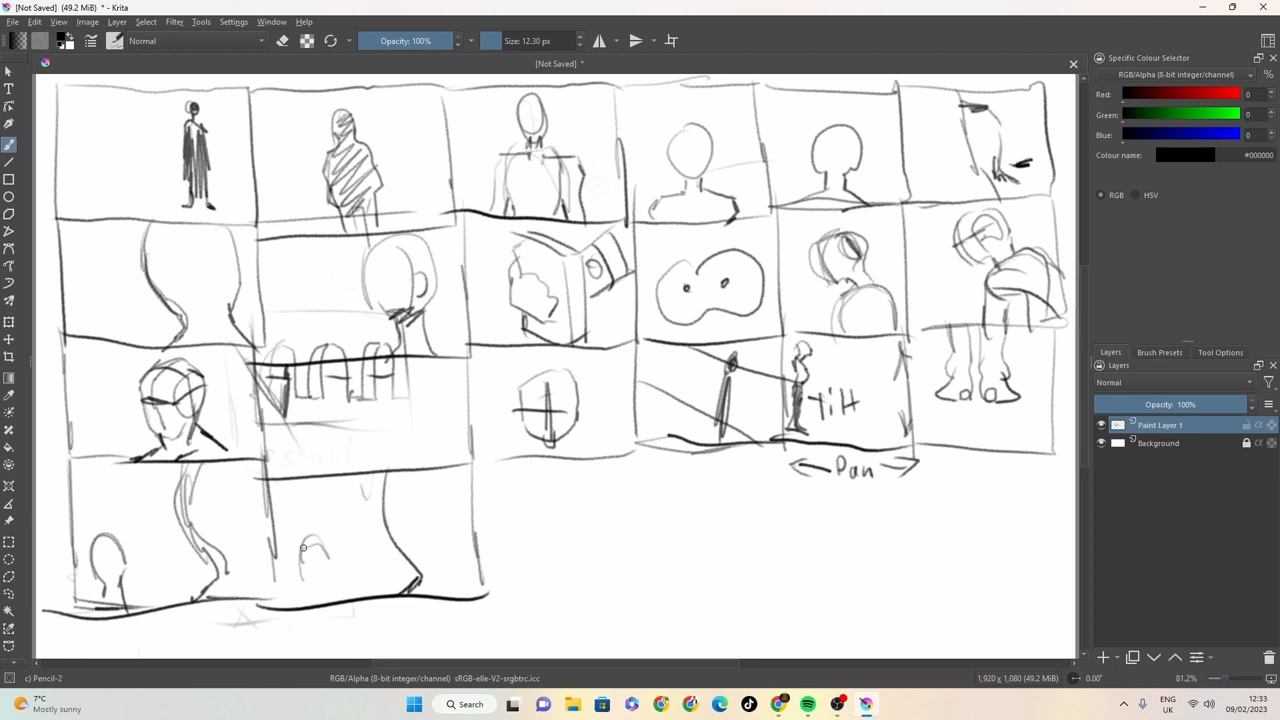 [Not Saved] (49.2 MiB) * - Krita
File Edit View Image Layer Filter Tools Settings Window Help
Normal
Opacity: 100%
Size: 12.30 px
[Not Saved] *
Specific Colour Selector
RGB/Alpha (8-bit integer/channel)
%
Red: 0
Green: 0
Blue: 0
Colour name: #000000
RGB HSV
Tilt
Pan
Layers Brush Presets Tool Options
Layers
Normal
Opacity: 100%
Paint Layer 1
Background
c) Pencil-2
RGB/Alpha (8-bit integer/channel) sRGB-elle-V2-srgbtrc.icc
1,920 x 1,080 (49.2 MiB)
0.00°
81.2%
7°C
Mostly sunny
Search
ENG
UK
12:33
09/02/2023